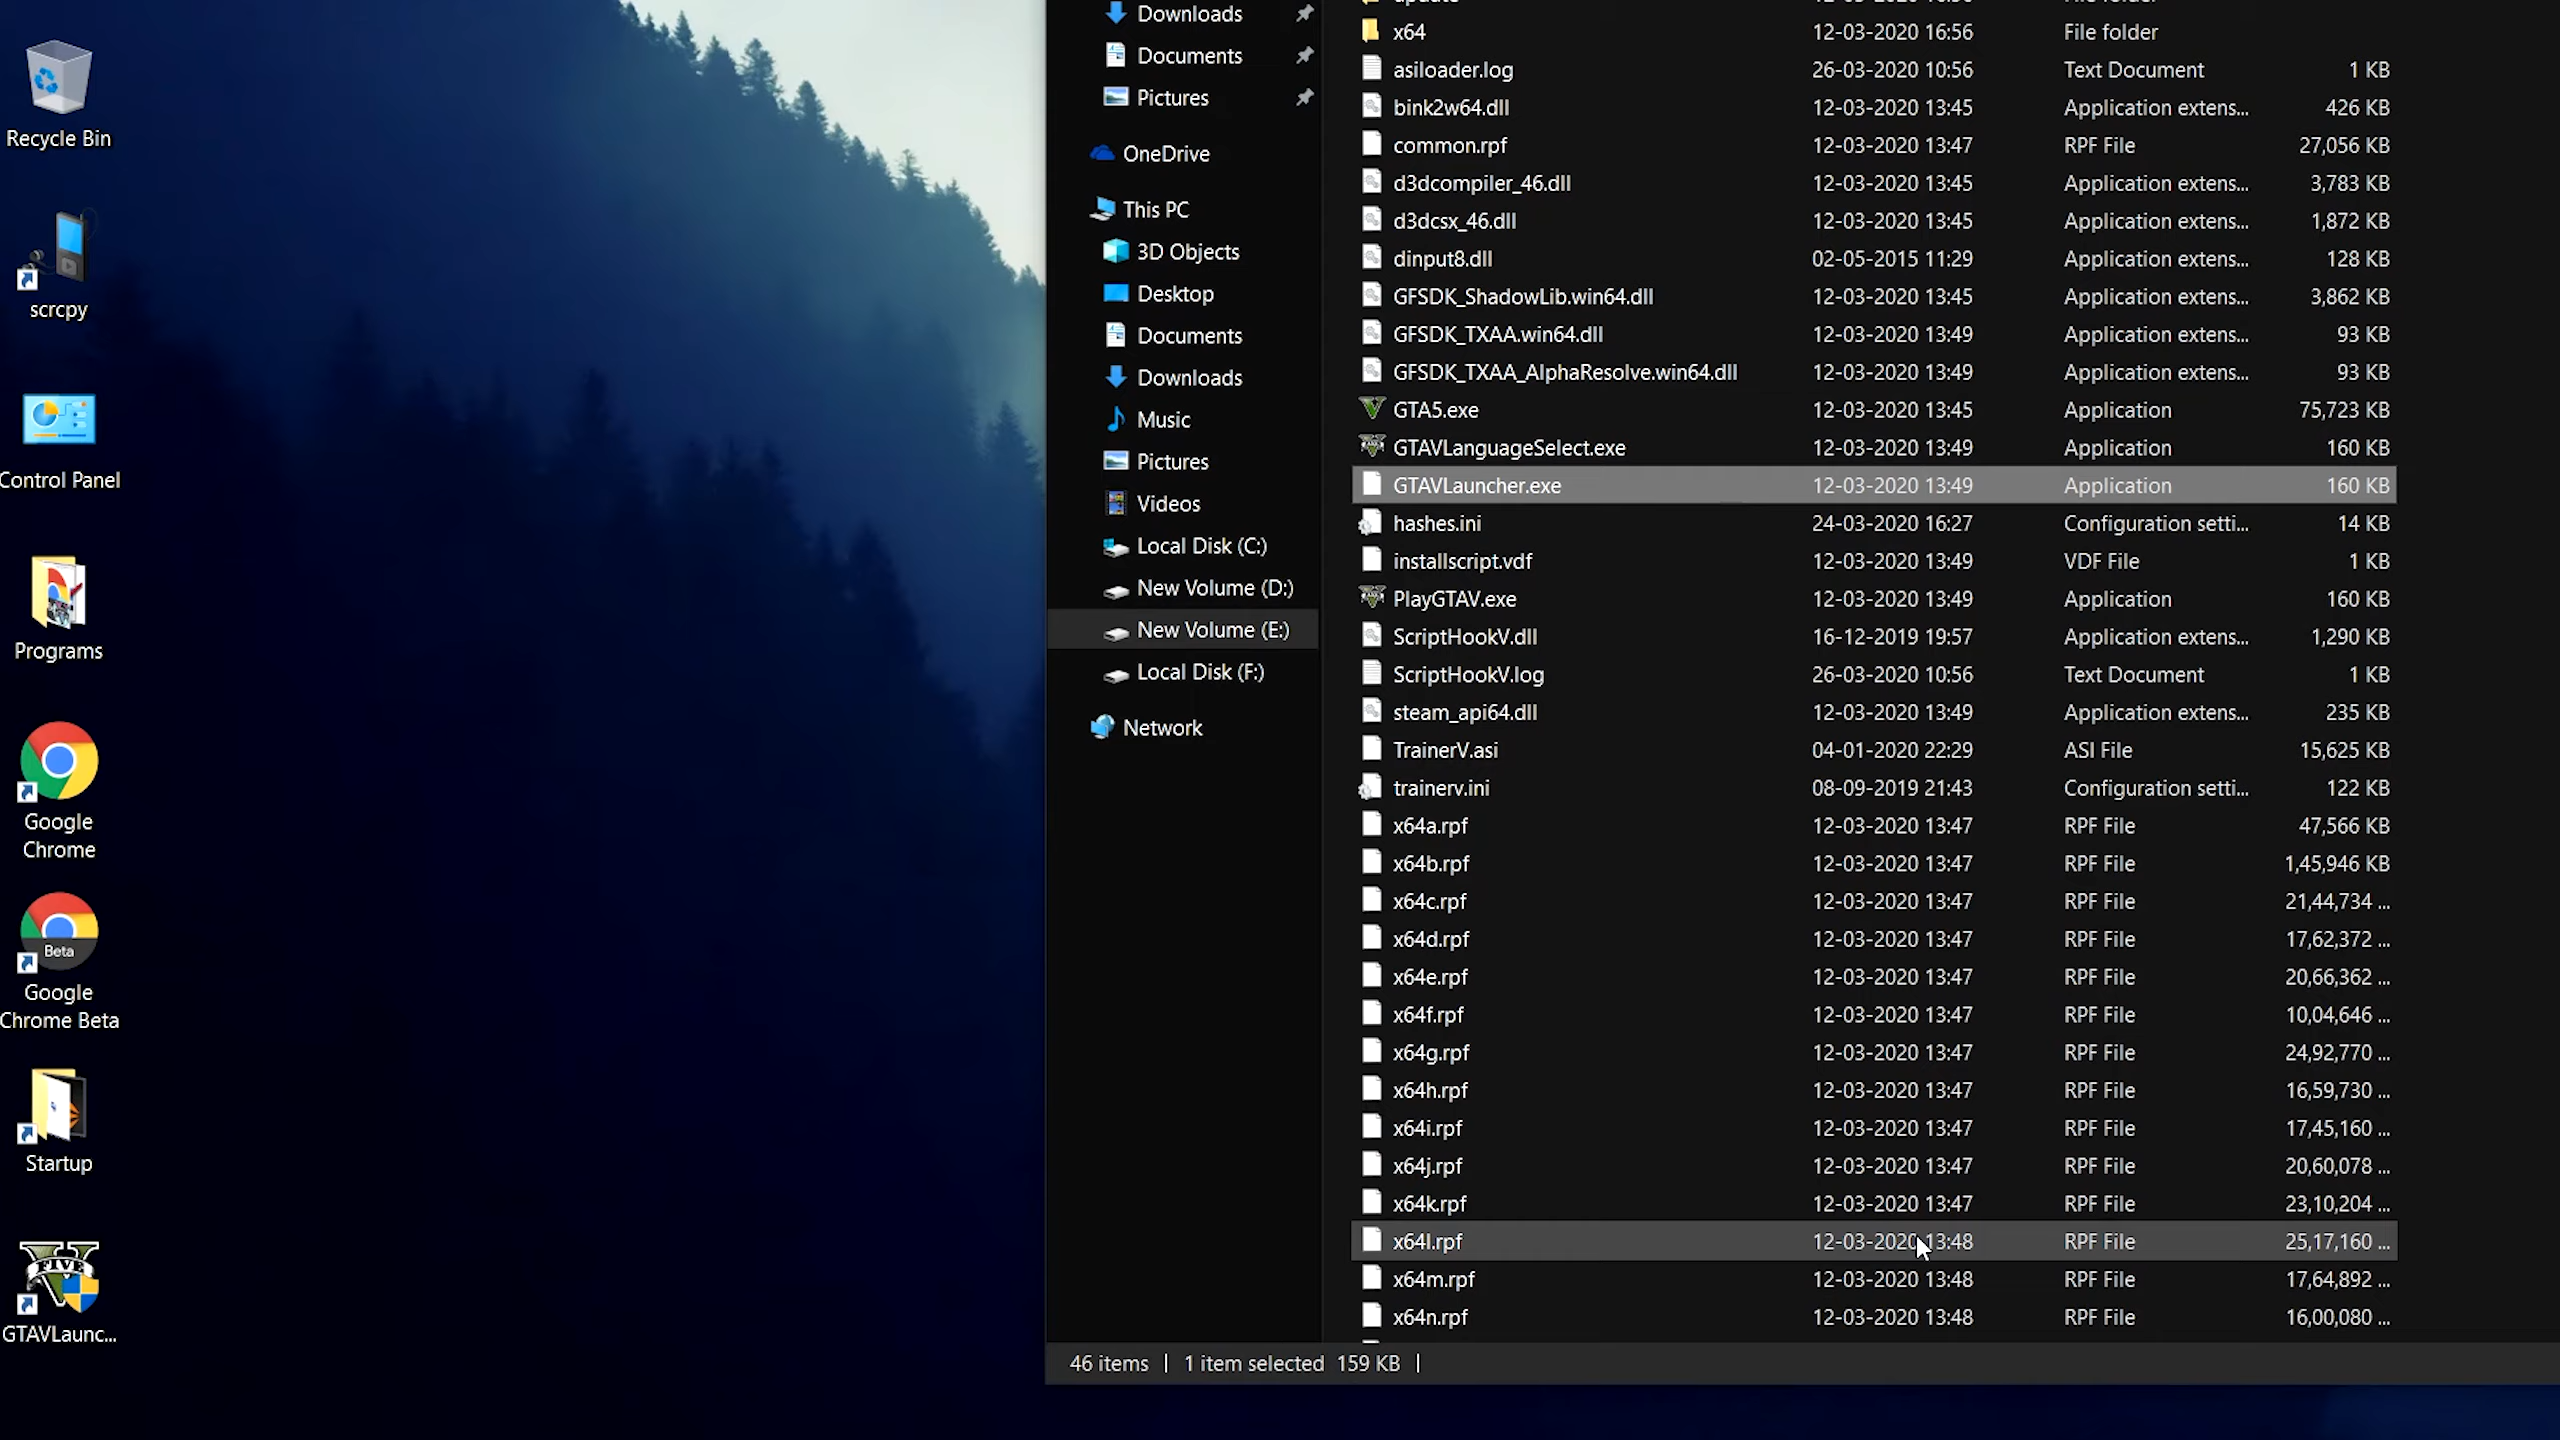 Recycle Bin
scrcpy
Control Panel
Programs
Google
Chrome
Beta
Google
Chrome Beta
Startup
FIVE
GTAVLaunc...
Downloads
Documents
Pictures
OneDrive
This PC
3D Objects
Desktop
Documents
Downloads
Music
Pictures
Videos
Local Disk (C:)
New Volume (D:)
New Volume (E:)
Local Disk (F:)
Network
x64 12-03-2020 16:56 File folder
asiloader.log 26-03-2020 10:56 Text Document 1 KB
bink2w64.dll 12-03-2020 13:45 Application extens... 426 KB
common.rpf 12-03-2020 13:47 RPF File 27,056 KB
d3dcompiler_46.dll 12-03-2020 13:45 Application extens... 3,783 KB
d3dcsx_46.dll 12-03-2020 13:45 Application extens... 1,872 KB
dinput8.dll 02-05-2015 11:29 Application extens... 128 KB
GFSDK_ShadowLib.win64.dll 12-03-2020 13:45 Application extens... 3,862 KB
GFSDK_TXAA.win64.dll 12-03-2020 13:49 Application extens... 93 KB
GFSDK_TXAA_AlphaResolve.win64.dll 12-03-2020 13:49 Application extens... 93 KB
GTA5.exe 12-03-2020 13:45 Application 75,723 KB
GTAVLanguageSelect.exe 12-03-2020 13:49 Application 160 KB
GTAVLauncher.exe 12-03-2020 13:49 Application 160 KB
hashes.ini 24-03-2020 16:27 Configuration setti... 14 KB
installscript.vdf 12-03-2020 13:49 VDF File 1 KB
PlayGTAV.exe 12-03-2020 13:49 Application 160 KB
ScriptHookV.dll 16-12-2019 19:57 Application extens... 1,290 KB
ScriptHookV.log 26-03-2020 10:56 Text Document 1 KB
steam_api64.dll 12-03-2020 13:49 Application extens... 235 KB
TrainerV.asi 04-01-2020 22:29 ASI File 15,625 KB
trainerv.ini 08-09-2019 21:43 Configuration setti... 122 KB
x64a.rpf 12-03-2020 13:47 RPF File 47,566 KB
x64b.rpf 12-03-2020 13:47 RPF File 1,45,946 KB
x64c.rpf 12-03-2020 13:47 RPF File 21,44,734 ...
x64d.rpf 12-03-2020 13:47 RPF File 17,62,372 ...
x64e.rpf 12-03-2020 13:47 RPF File 20,66,362 ...
x64f.rpf 12-03-2020 13:47 RPF File 10,04,646 ...
x64g.rpf 12-03-2020 13:47 RPF File 24,92,770 ...
x64h.rpf 12-03-2020 13:47 RPF File 16,59,730 ...
x64i.rpf 12-03-2020 13:47 RPF File 17,45,160 ...
x64j.rpf 12-03-2020 13:47 RPF File 20,60,078 ...
x64k.rpf 12-03-2020 13:47 RPF File 23,10,204 ...
x64l.rpf 12-03-2020 13:48 RPF File 25,17,160 ...
x64m.rpf 12-03-2020 13:48 RPF File 17,64,892 ...
x64n.rpf 12-03-2020 13:48 RPF File 16,00,080 ...
46 items | 1 item selected 159 KB |